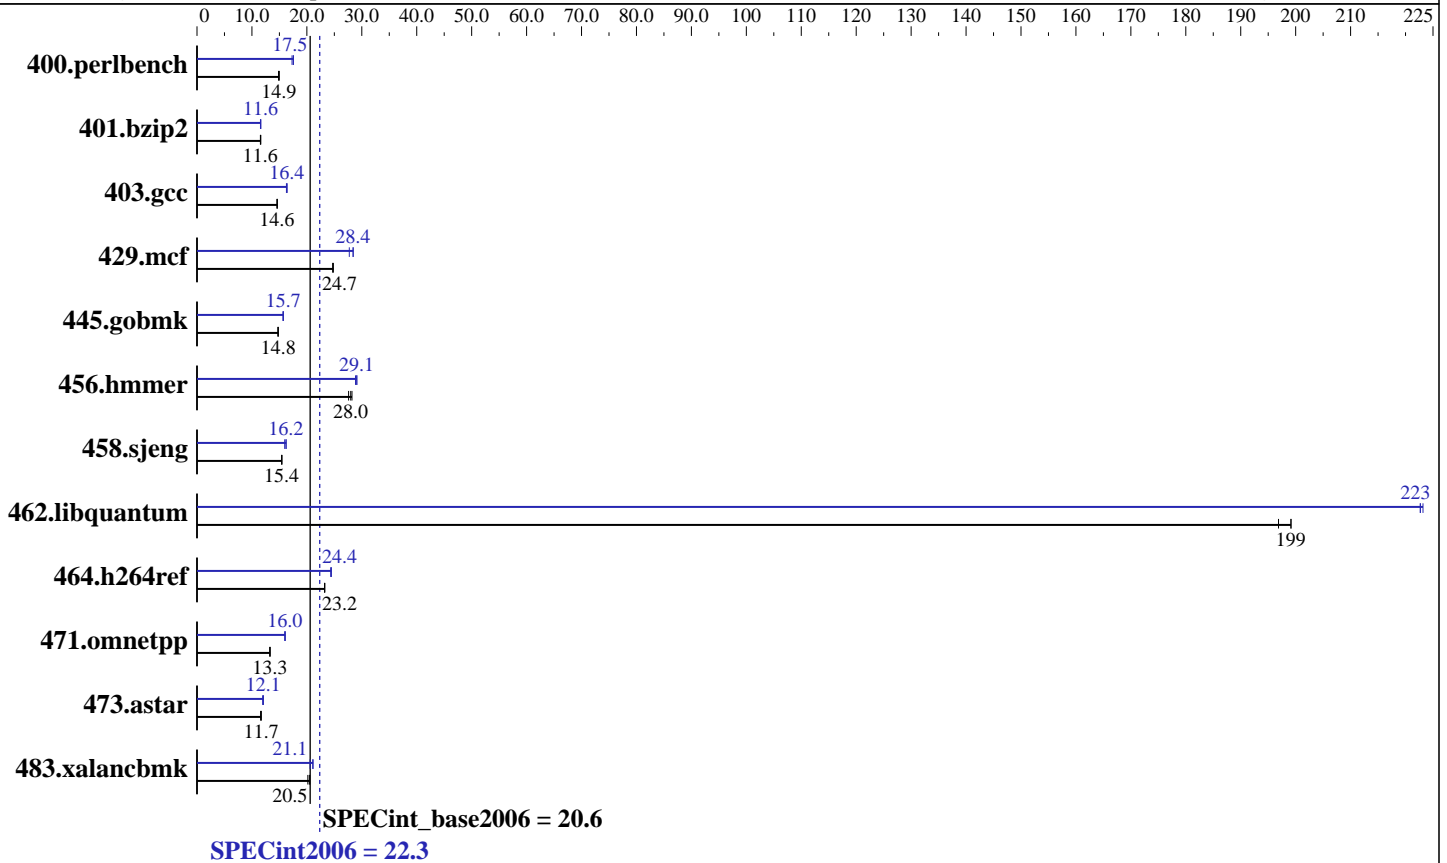 0 10.0 20.0 30.0 40.0 50.0 60.0 70.0 80.0 90.0 100 110 120 130 140 150 160 170 180 190 200 210 225
17.5
400.perlbench
14.9
11.6
401.bzip2
11.6
16.4
403.gcc
14.6
28.4
429.mcf
24.7
15.7
445.gobmk
14.8
29.1
456.hmmer
28.0
16.2
458.sjeng
15.4
223
462.libquantum
199
24.4
464.h264ref
23.2
16.0
471.omnetpp
13.3
12.1
473.astar
11.7
21.1
483.xalancbmk
20.5
SPECint_base2006 = 20.6
SPECint2006 = 22.3